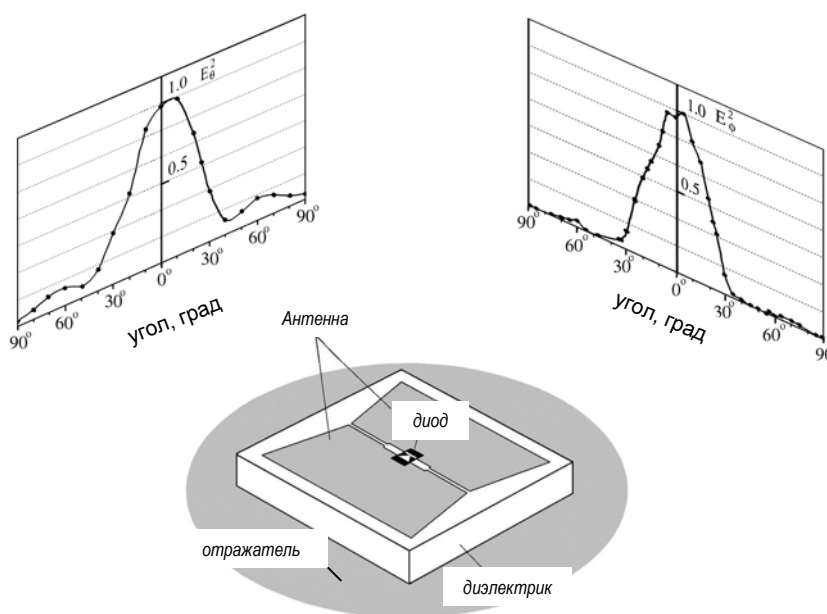 1.0 E²θ
0.5
90°
60°
30°
0°
30°
60°
90°
угол, град
1.0 E²φ
0.5
90°
60°
30°
0°
30°
60°
90°
угол, град
Антенна
диод
отражатель
диэлектрик